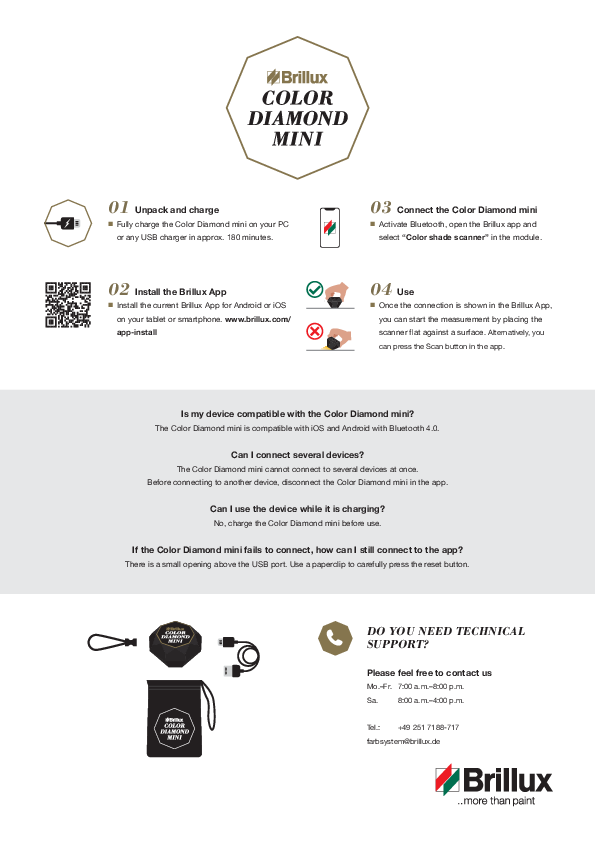 Brillux
COLOR
DIAMOND
MINI
01 Unpack and charge
Fully charge the Color Diamond mini on your PC
or any USB charger in approx. 180 minutes.
02 Install the Brillux App
Install the current Brillux App for Android or iOS
on your tablet or smartphone. www.brillux.com/
app-install
03 Connect the Color Diamond mini
Activate Bluetooth, open the Brillux app and
select “Color shade scanner” in the module.
04 Use
Once the connection is shown in the Brillux App,
you can start the measurement by placing the
scanner flat against a surface. Alternatively, you
can press the Scan button in the app.
Is my device compatible with the Color Diamond mini?
The Color Diamond mini is compatible with iOS and Android with Bluetooth 4.0.
Can I connect several devices?
The Color Diamond mini cannot connect to several devices at once.
Before connecting to another device, disconnect the Color Diamond mini in the app.
Can I use the device while it is charging?
No, charge the Color Diamond mini before use.
If the Color Diamond mini fails to connect, how can I still connect to the app?
There is a small opening above the USB port. Use a paperclip to carefully press the reset button.
Brillux
COLOR
DIAMOND
MINI
Brillux
COLOR
DIAMOND
MINI
DO YOU NEED TECHNICAL
SUPPORT?
Please feel free to contact us
Mo.–Fr. 7:00 a.m.–8:00 p.m.
Sa. 8:00 a.m.–4:00 p.m.
Tel.: +49 251 7188-717
farbsystem@brillux.de
Brillux
..more than paint